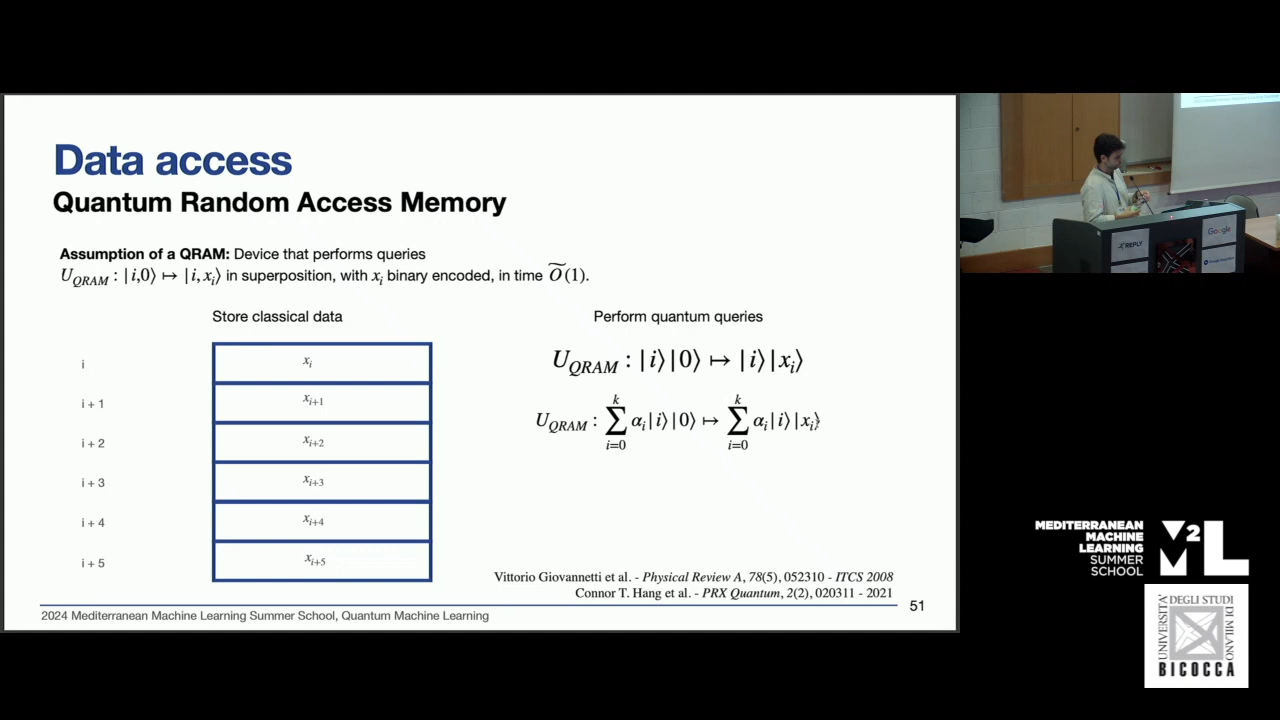 Data access
Quantum Random Access Memory
Assumption of a QRAM: Device that performs queries
U_QRAM : |i,0⟩ ↦ |i, x_i⟩ in superposition, with x_i binary encoded, in time Õ(1).
Store classical data
i x_i
i + 1 x_{i+1}
i + 2 x_{i+2}
i + 3 x_{i+3}
i + 4 x_{i+4}
i + 5 x_{i+5}
Perform quantum queries
U_QRAM : |i⟩|0⟩ ↦ |i⟩|x_i⟩
U_QRAM : ∑_{i=0}^{k} α_i|i⟩|0⟩ ↦ ∑_{i=0}^{k} α_i|i⟩|x_i⟩
Vittorio Giovannetti et al. - Physical Review A, 78(5), 052310 - ITCS 2008
Connor T. Hang et al. - PRX Quantum, 2(2), 020311 - 2021
2024 Mediterranean Machine Learning Summer School, Quantum Machine Learning
51
REPLY
Google
MEDITERRANEAN
MACHINE
LEARNING
SUMMER
SCHOOL
M2L
UNIVERSITÀ
DEGLI STUDI
DI MILANO
BICOCCA